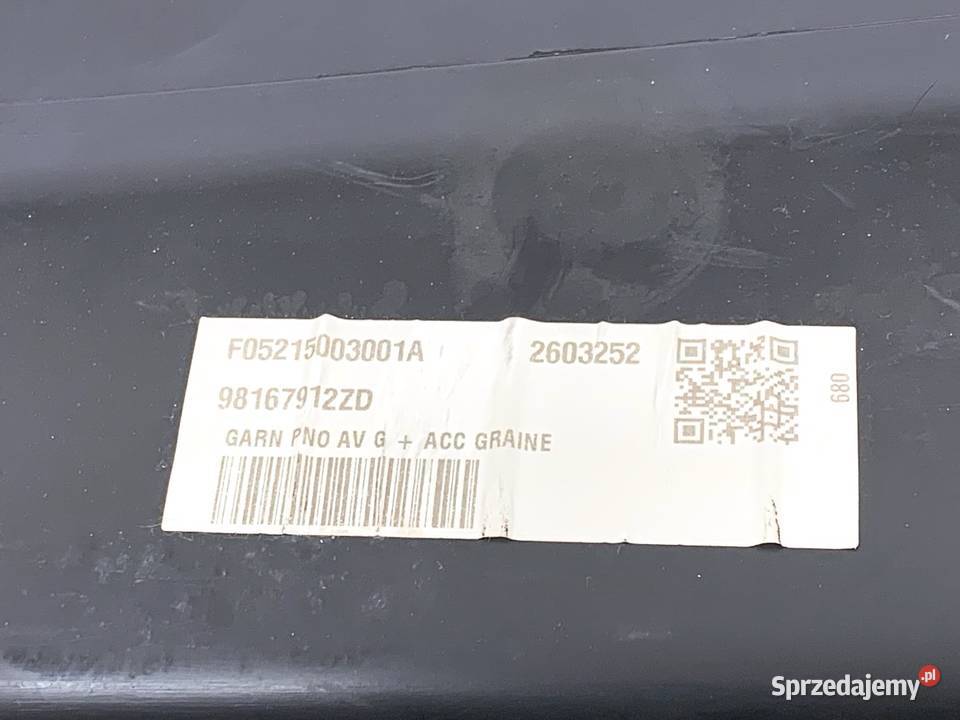 F05215003001A
2603252
98167912ZD
GARN PNO AV G + ACC GRAINE
680
Sprzedajemy.pl